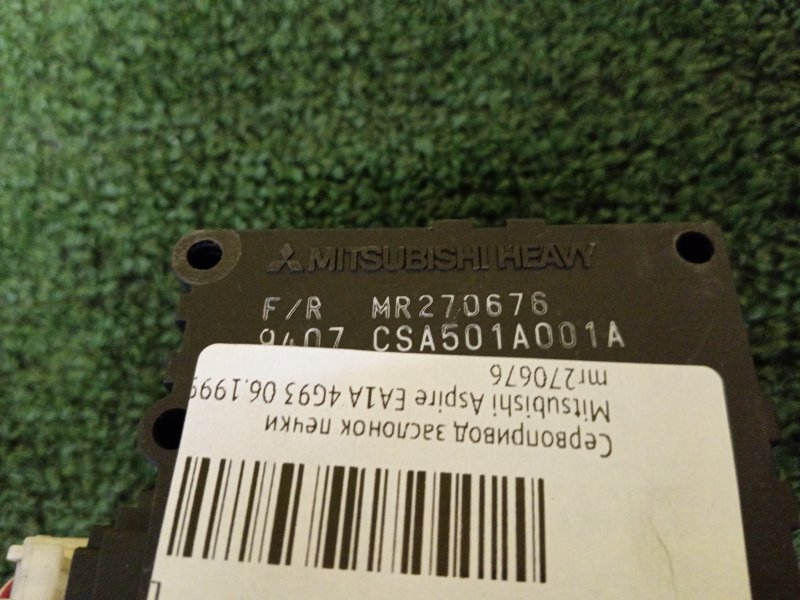 MITSUBISHI HEAVY
F/R MR270676
9407 CSA501A001A
Сервопривод заслонок печки
Mitsubishi Aspire EA1A 4G93 06.1999
mr270676